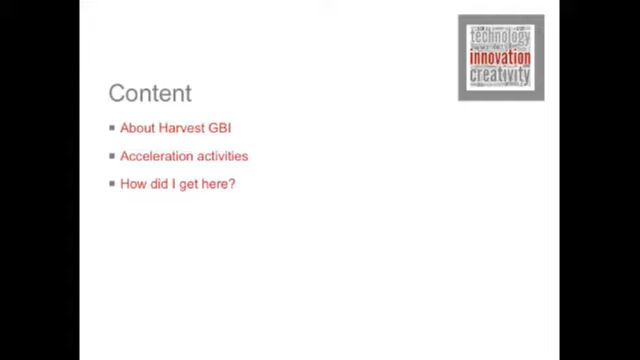 technology
innovation
creativity
Content
About Harvest GBI
Acceleration activities
How did I get here?